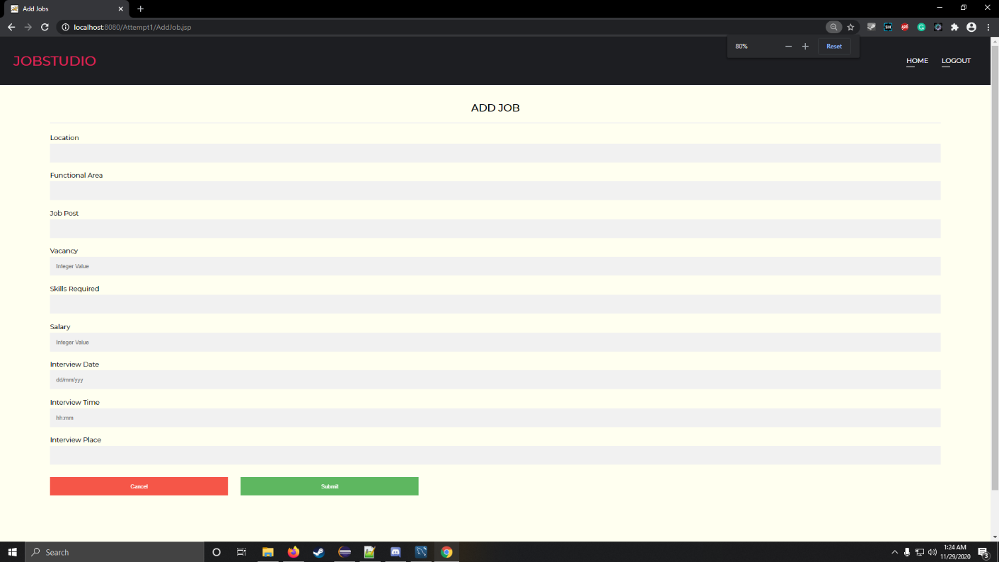 Add Jobs
localhost:8080/Attempt1/AddJob.jsp
80%
Reset
JOBSTUDIO
HOME
LOGOUT
ADD JOB
Location
Functional Area
Job Post
Vacancy
Integer Value
Skills Required
Salary
Integer Value
Interview Date
dd/mm/yyy
Interview Time
hh:mm
Interview Place
Cancel
Submit
Search
1:24 AM
11/29/2020
3